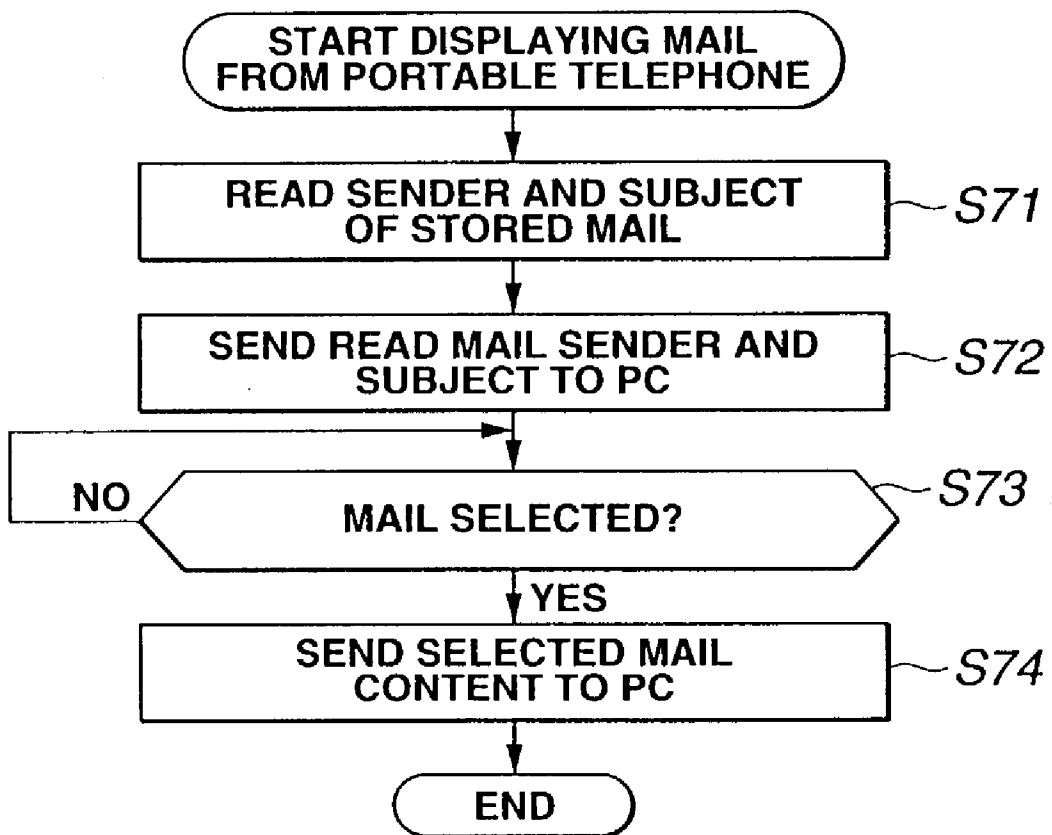 START DISPLAYING MAIL
FROM PORTABLE TELEPHONE
READ SENDER AND SUBJECT
OF STORED MAIL
S71
SEND READ MAIL SENDER AND
SUBJECT TO PC
S72
NO
MAIL SELECTED?
S73
YES
SEND SELECTED MAIL
CONTENT TO PC
S74
END